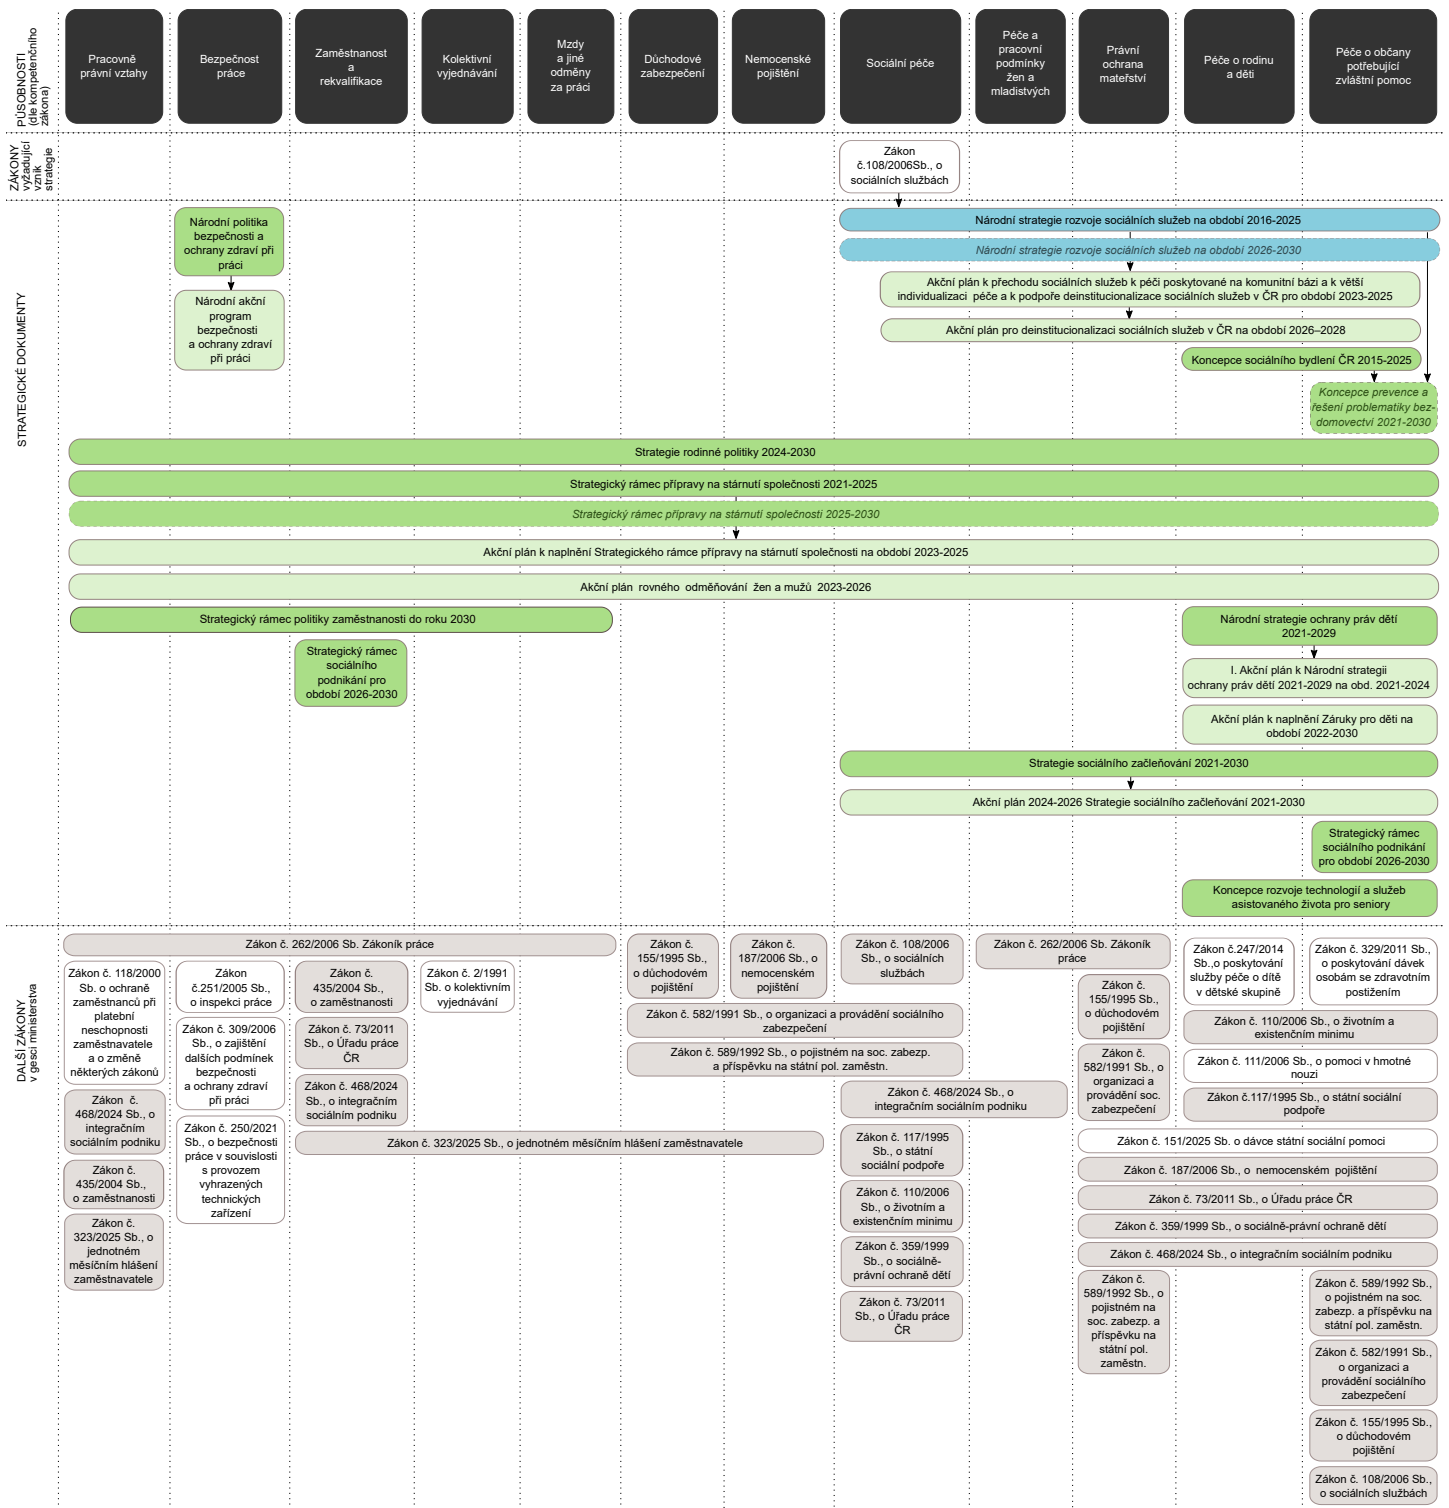 PŮSOBNOSTI
(dle kompetenčního
zákona)
Pracovně
právní vztahy
Bezpečnost
práce
Zaměstnanost
a
rekvalifikace
Kolektivní
vyjednávání
Mzdy
a jiné
odměny
za práci
Důchodové
zabezpečení
Nemocenské
pojištění
Sociální péče
Péče a
pracovní
podmínky
žen a
mladistvých
Právní
ochrana
mateřství
Péče o rodinu
a děti
Péče o občany
potřebující
zvláštní pomoc
ZÁKONY
vyžadující
vznik
strategie
Zákon
č.108/2006Sb., o
sociálních službách
STRATEGICKÉ DOKUMENTY
Národní politika
bezpečnosti a
ochrany zdraví při
práci
Národní akční
program
bezpečnosti
a ochrany zdraví
při práci
Národní strategie rozvoje sociálních služeb na období 2016-2025
Národní strategie rozvoje sociálních služeb na období 2026-2030
Akční plán k přechodu sociálních služeb k péči poskytované na komunitní bázi a k větší
individualizaci péče a k podpoře deinstitucionalizace sociálních služeb v ČR pro období 2023-2025
Akční plán pro deinstitucionalizaci sociálních služeb v ČR na období 2026–2028
Koncepce sociálního bydlení ČR 2015-2025
Koncepce prevence a
řešení problematiky bez-
domovectví 2021-2030
Strategie rodinné politiky 2024-2030
Strategický rámec přípravy na stárnutí společnosti 2021-2025
Strategický rámec přípravy na stárnutí společnosti 2025-2030
Akční plán k naplnění Strategického rámce přípravy na stárnutí společnosti na období 2023-2025
Akční plán rovného odměňování žen a mužů 2023-2026
Strategický rámec politiky zaměstnanosti do roku 2030
Strategický rámec
sociálního
podnikání pro
období 2026-2030
Národní strategie ochrany práv dětí
2021-2029
I. Akční plán k Národní strategii
ochrany práv dětí 2021-2029 na obd. 2021-2024
Akční plán k naplnění Záruky pro děti na
období 2022-2030
Strategie sociálního začleňování 2021-2030
Akční plán 2024-2026 Strategie sociálního začleňování 2021-2030
Strategický rámec
sociálního podnikání
pro období 2026-2030
Koncepce rozvoje technologií a služeb
asistovaného života pro seniory
DALŠÍ ZÁKONY
v gesci ministerstva
Zákon č. 262/2006 Sb. Zákoník práce
Zákon č. 118/2000
Sb. o ochraně
zaměstnanců při
platební
neschopnosti
zaměstnavatele
a o změně
některých zákonů
Zákon č.
468/2024 Sb., o
integračním
sociálním podniku
Zákon č.
435/2004 Sb.,
o zaměstnanosti
Zákon č.
323/2025 Sb., o
jednotném
měsíčním hlášení
zaměstnavatele
Zákon
č.251/2005 Sb.,
o inspekci práce
Zákon č. 309/2006
Sb., o zajištění
dalších podmínek
bezpečnosti
a ochrany zdraví
při práci
Zákon č. 250/2021
Sb., o bezpečnosti
práce v souvislosti
s provozem
vyhrazených
technických
zařízení
Zákon č.
435/2004 Sb.,
o zaměstnanosti
Zákon č. 73/2011
Sb., o Úřadu práce
ČR
Zákon č. 468/2024
Sb., o integračním
sociálním podniku
Zákon č. 323/2025 Sb., o jednotném měsíčním hlášení zaměstnavatele
Zákon č. 2/1991
Sb. o kolektivním
vyjednávání
Zákon č.
155/1995 Sb.,
o důchodovém
pojištění
Zákon č.
187/2006 Sb., o
nemocenském
pojištění
Zákon č. 108/2006
Sb., o sociálních
službách
Zákon č. 582/1991 Sb., o organizaci a provádění sociálního
zabezpečení
Zákon č. 589/1992 Sb., o pojistném na soc. zabezp.
a příspěvku na státní pol. zaměstn.
Zákon č. 468/2024 Sb., o
integračním sociálním podniku
Zákon č. 117/1995
Sb., o státní
sociální podpoře
Zákon č. 110/2006
Sb., o životním a
existenčním minimu
Zákon č. 359/1999
Sb., o sociálně-
právní ochraně dětí
Zákon č. 73/2011
Sb., o Úřadu práce
ČR
Zákon č. 262/2006 Sb. Zákoník
práce
Zákon č.
155/1995 Sb.,
o důchodovém
pojištění
Zákon č.
582/1991 Sb., o
organizaci a
provádění soc.
zabezpečení
Zákon č.247/2014
Sb.,o poskytování
služby péče o dítě
v dětské skupině
Zákon č. 329/2011 Sb.,
o poskytování dávek
osobám se zdravotním
postižením
Zákon č. 110/2006 Sb., o životním a
existenčním minimu
Zákon č. 111/2006 Sb., o pomoci v hmotné
nouzi
Zákon č.117/1995 Sb., o státní sociální
podpoře
Zákon č. 151/2025 Sb. o dávce státní sociální pomoci
Zákon č. 187/2006 Sb., o nemocenském pojištění
Zákon č. 73/2011 Sb., o Úřadu práce ČR
Zákon č. 359/1999 Sb., o sociálně-právní ochraně dětí
Zákon č. 468/2024 Sb., o integračním sociálním podniku
Zákon č.
589/1992 Sb., o
pojistném na
soc. zabezp. a
příspěvku na
státní pol.
zaměstn.
Zákon č. 589/1992 Sb.,
o pojistném na soc.
zabezp. a příspěvku na
státní pol. zaměstn.
Zákon č. 582/1991 Sb.,
o organizaci a
provádění sociálního
zabezpečení
Zákon č. 155/1995 Sb.,
o důchodovém
pojištění
Zákon č. 108/2006 Sb.,
o sociálních službách